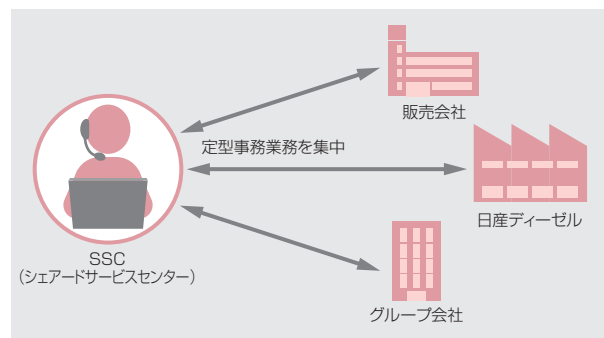 販売会社
定型事務業務を集中
日産ディーゼル
SSC
（シェアードサービスセンター）
グループ会社